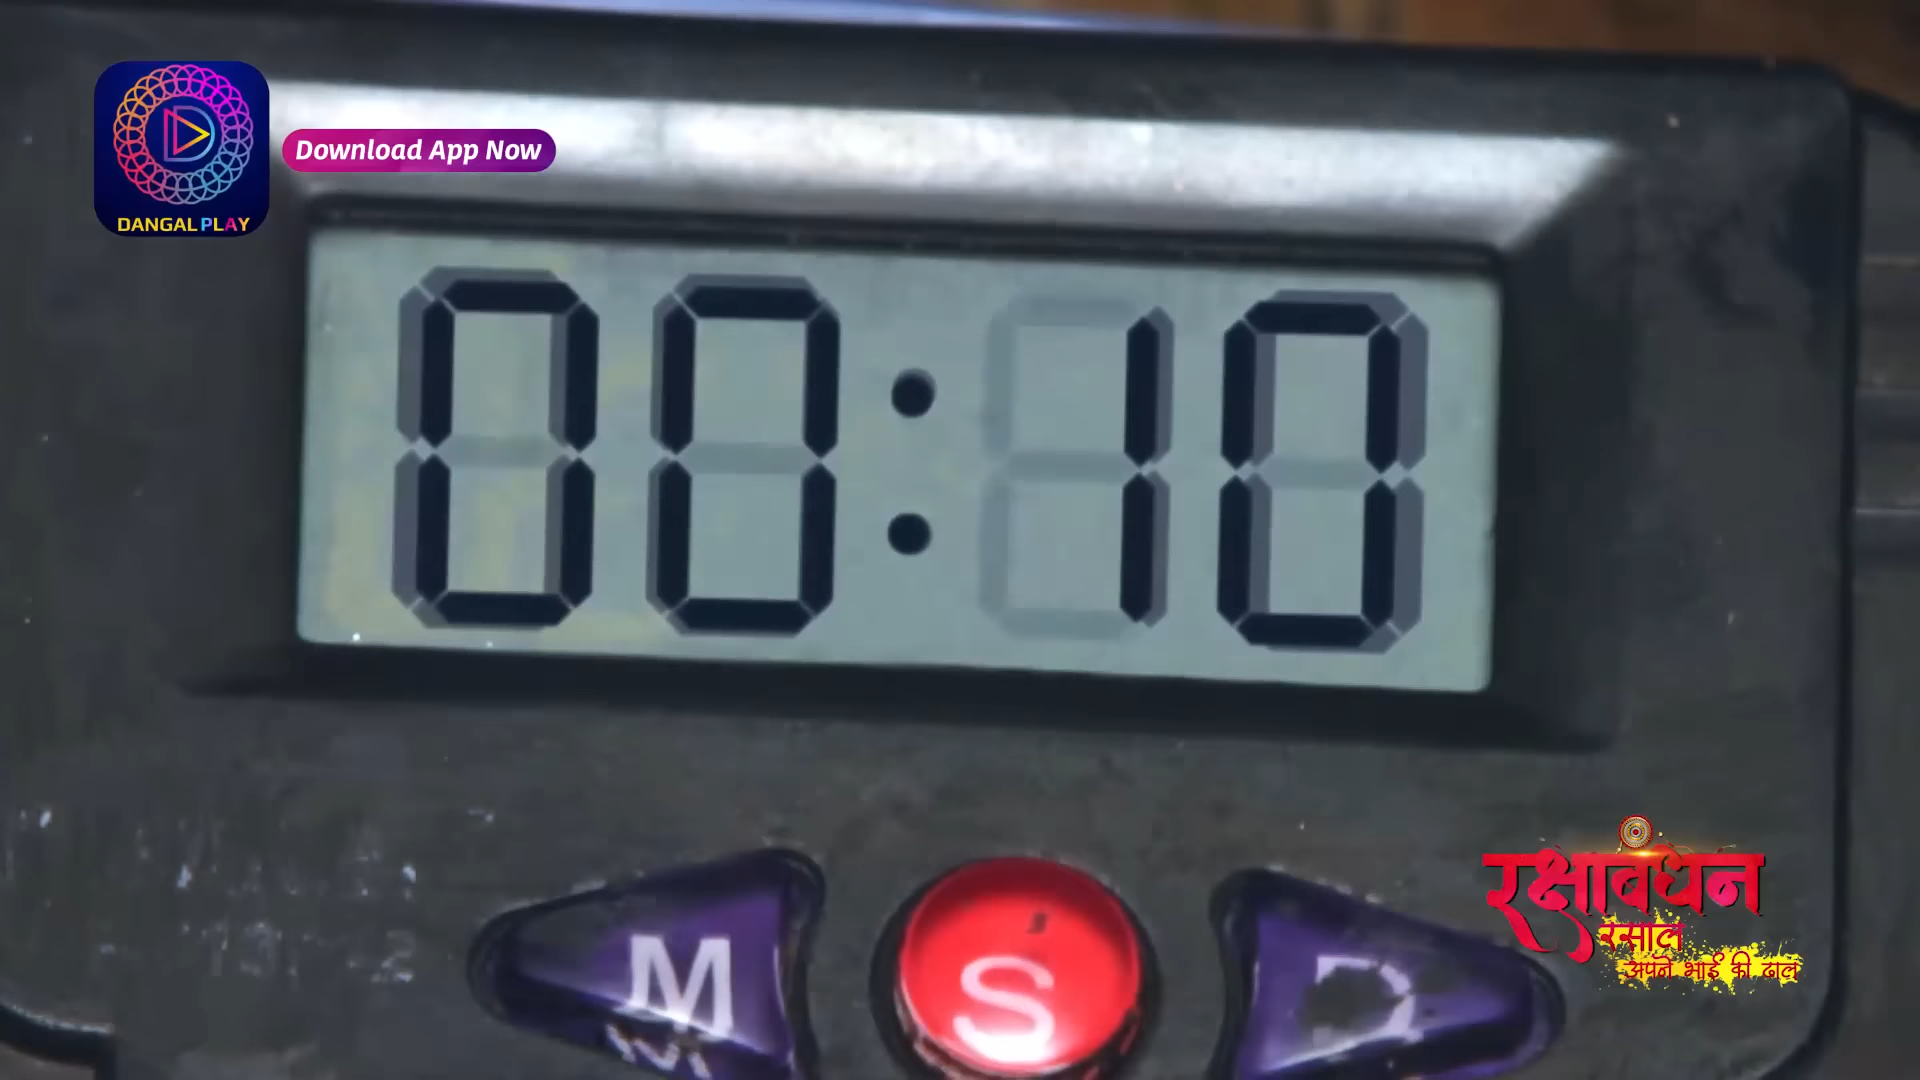 Download App Now
DANGAL PLAY
00:10
M S D
रक्षाबंधन
रसाल
अपने भाई की ढाल